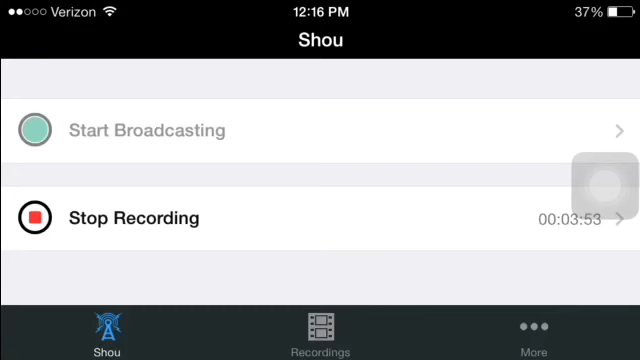 Verizon 12:16 PM 37%
Shou
Start Broadcasting
Stop Recording 00:03:53
Shou Recordings More